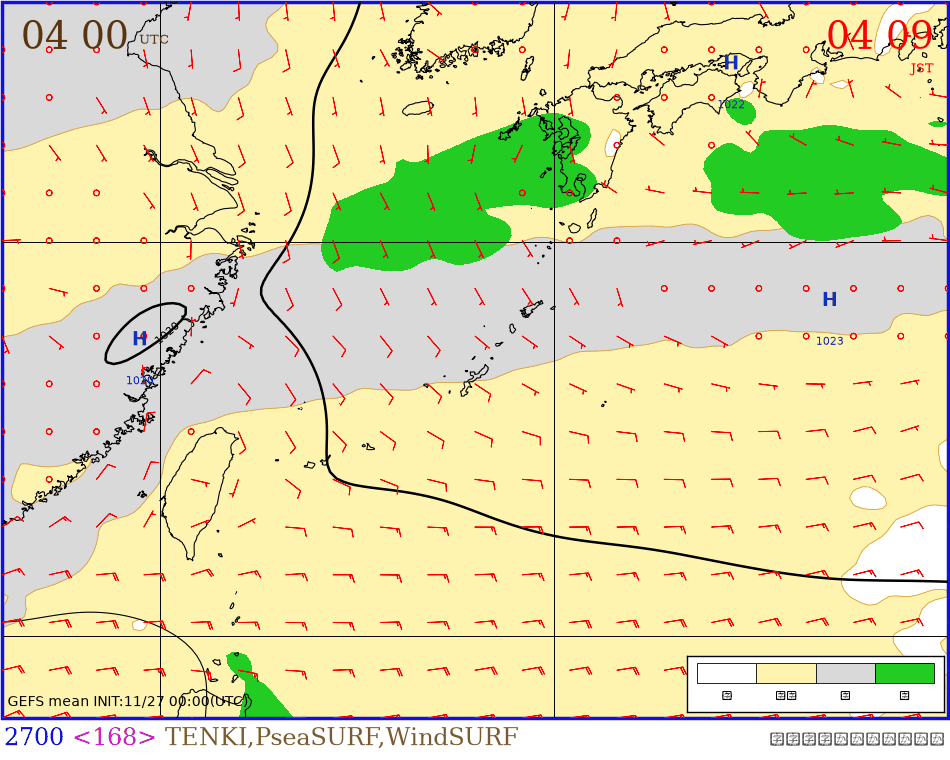 04 00 UTC
04 09
JST
H
1022
H
1023
H
1020
GEFS mean INIT:11/27 00:00(UTC)
2700 <168> TENKI,PseaSURF,WindSURF